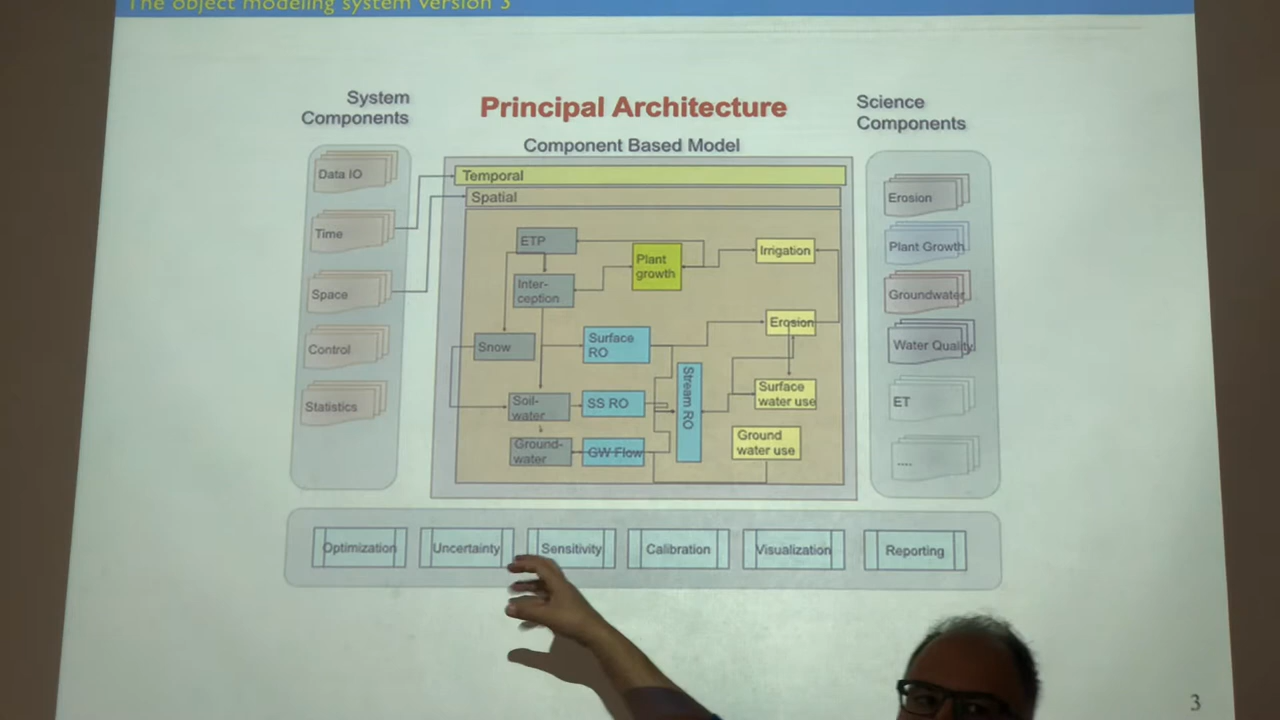 The object modeling system version 3
System
Components
Principal Architecture
Science
Components
Component Based Model
Data IO
Time
Space
Control
Statistics
Temporal
Spatial
ETP
Plant
growth
Irrigation
Inter-
ception
Erosion
Snow
Surface
RO
Stream RO
Soil-
water
SS RO
Surface
water use
Ground-
water
GW Flow
Ground
water use
Erosion
Plant Growth
Groundwater
Water Quality
ET
....
Optimization
Uncertainty
Sensitivity
Calibration
Visualization
Reporting
3